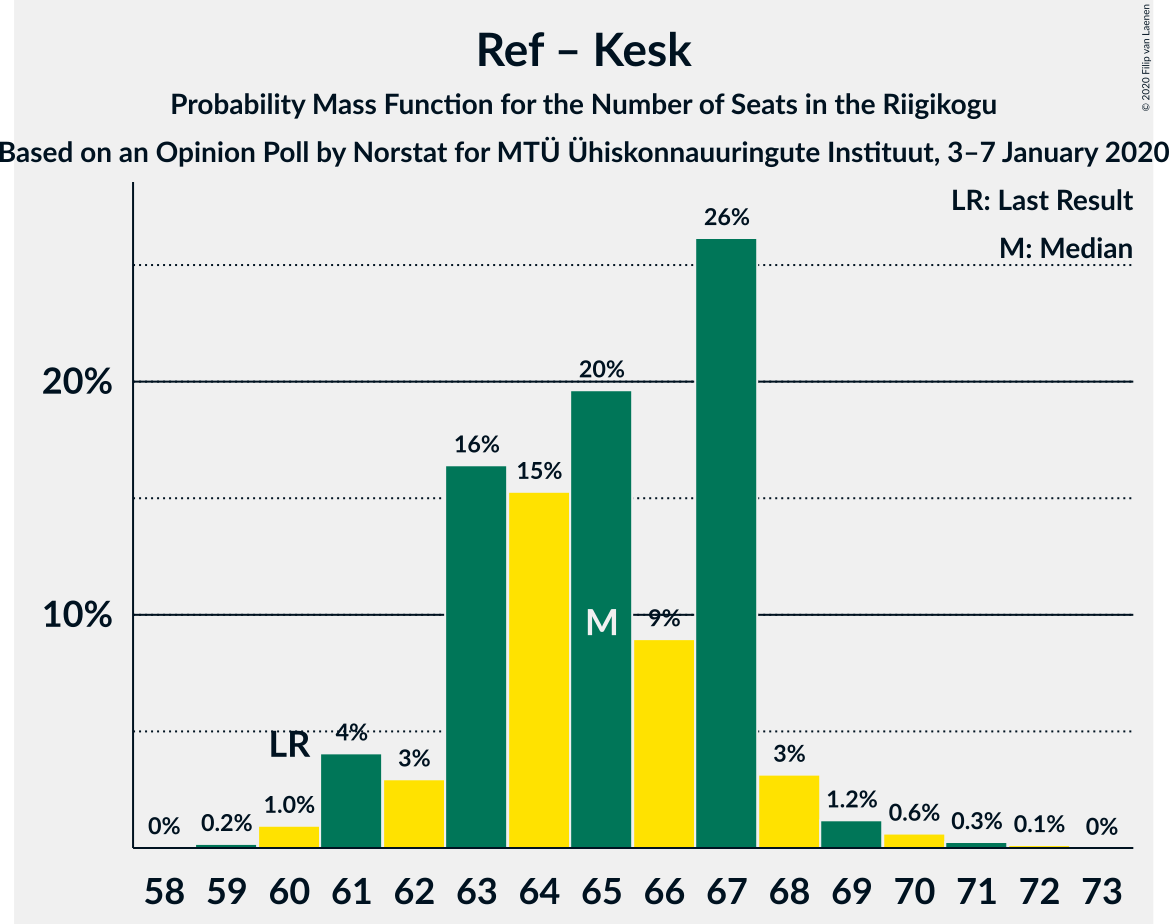 Ref – Kesk
Probability Mass Function for the Number of Seats in the Riigikogu
Based on an Opinion Poll by Norstat for MTÜ Ühiskonnauuringute Instituut, 3–7 January 2020
© 2020 Filip van Laenen
LR: Last Result
M: Median
26%
20%
20%
16%
15%
M
10%
9%
LR
4%
3%
3%
0%
0.2%
1.0%
1.2%
0.6%
0.3%
0.1%
0%
58 59 60 61 62 63 64 65 66 67 68 69 70 71 72 73